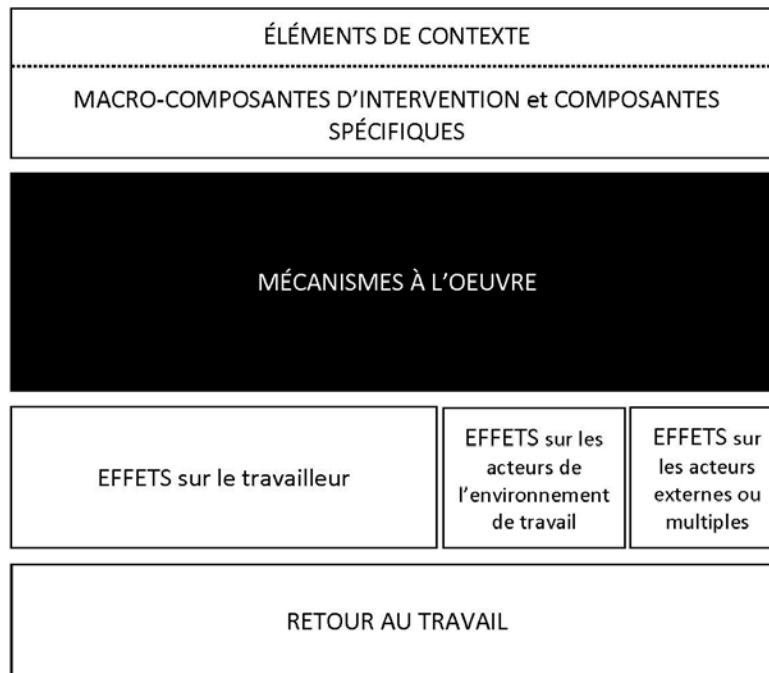 ÉLÉMENTS DE CONTEXTE
MACRO-COMPOSANTES D'INTERVENTION et COMPOSANTES
SPÉCIFIQUES
MÉCANISMES À L'OEUVRE
EFFETS sur le travailleur
EFFETS sur les
acteurs de
l'environnement
de travail
EFFETS sur
les acteurs
externes ou
multiples
RETOUR AU TRAVAIL